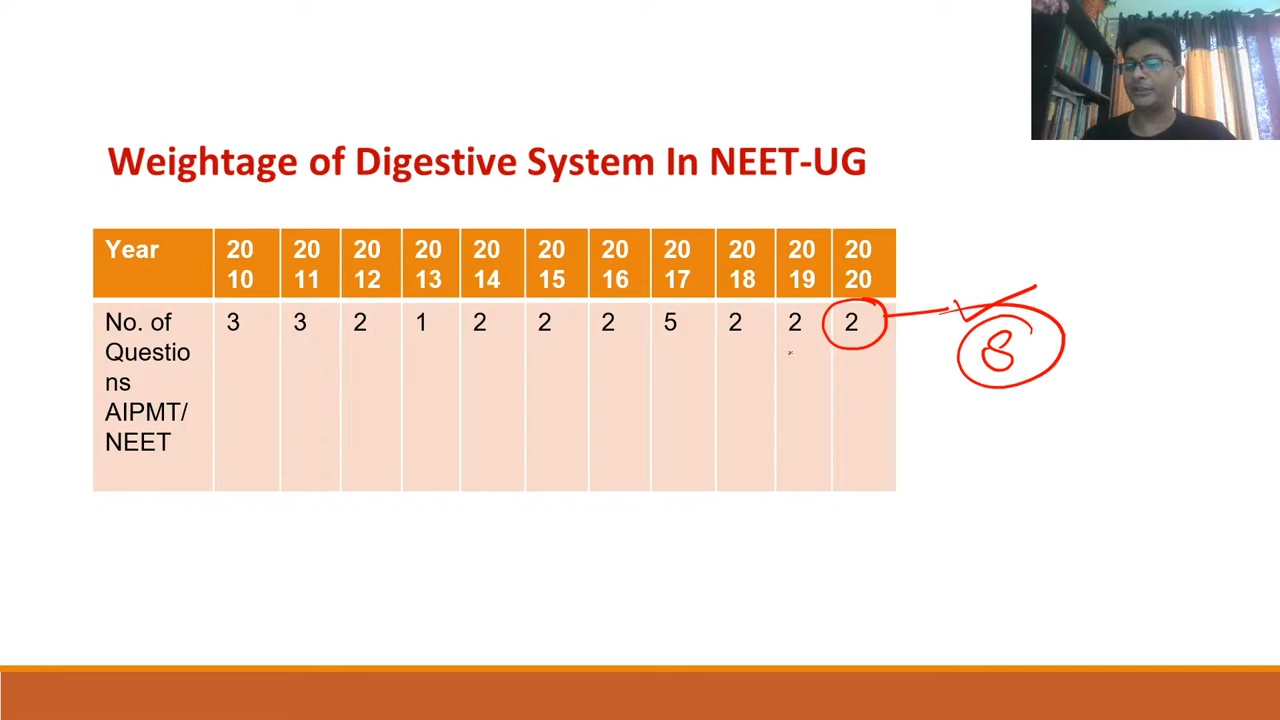 Weightage of Digestive System In NEET-UG
Year 20 20 20 20 20 20 20 20 20 20 20
10 11 12 13 14 15 16 17 18 19 20
No. of 3 3 2 1 2 2 2 5 2 2 2
Questio
ns
AIPMT/
NEET
8